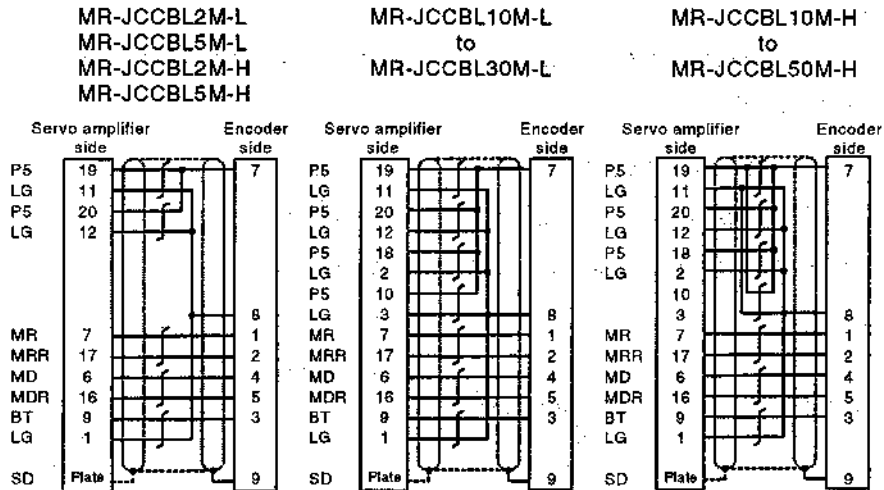 MR-JCCBL2M-L
MR-JCCBL5M-L
MR-JCCBL2M-H
MR-JCCBL5M-H
Servo amplifier side
Encoder side
P5 19 7
LG 11
P5 20
LG 12
8
MR 7 1
MRR 17 2
MD 6 4
MDR 16 5
BT 9 3
LG 1
SD Plate 9
MR-JCCBL10M-L
to
MR-JCCBL30M-L
Servo amplifier side
Encoder side
P5 19 7
LG 11
P5 20
LG 12
P5 18
LG 2
P5 10
LG 3 8
MR 7 1
MRR 17 2
MD 6 4
MDR 16 5
BT 9 3
LG 1
SD Plate 9
MR-JCCBL10M-H
to
MR-JCCBL50M-H
Servo amplifier side
Encoder side
P5 19 7
LG 11
P5 20
LG 12
P5 18
LG 2
10
3 8
MR 7 1
MRR 17 2
MD 6 4
MDR 16 5
BT 9 3
LG 1
SD Plate 9